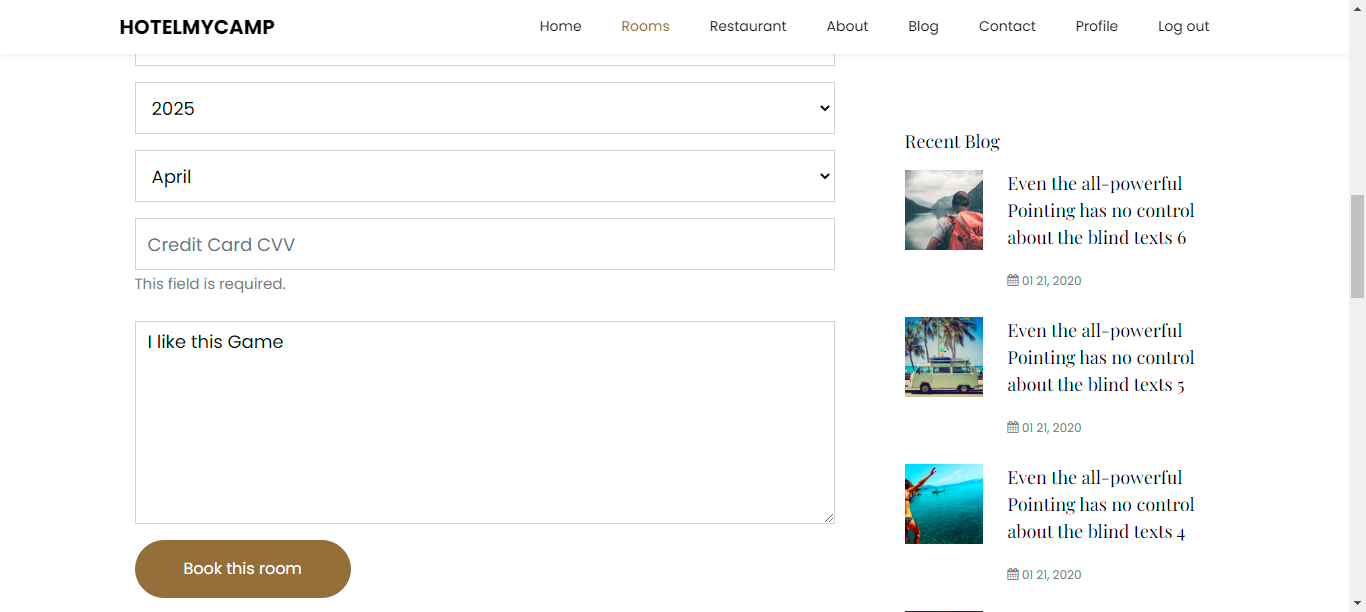 HOTELMYCAMP
Home Rooms Restaurant About Blog Contact Profile Log out
2025
April
Credit Card CVV
This field is required.
I like this Game
Book this room
Recent Blog
Even the all-powerful
Pointing has no control
about the blind texts 6
01 21, 2020
Even the all-powerful
Pointing has no control
about the blind texts 5
01 21, 2020
Even the all-powerful
Pointing has no control
about the blind texts 4
01 21, 2020